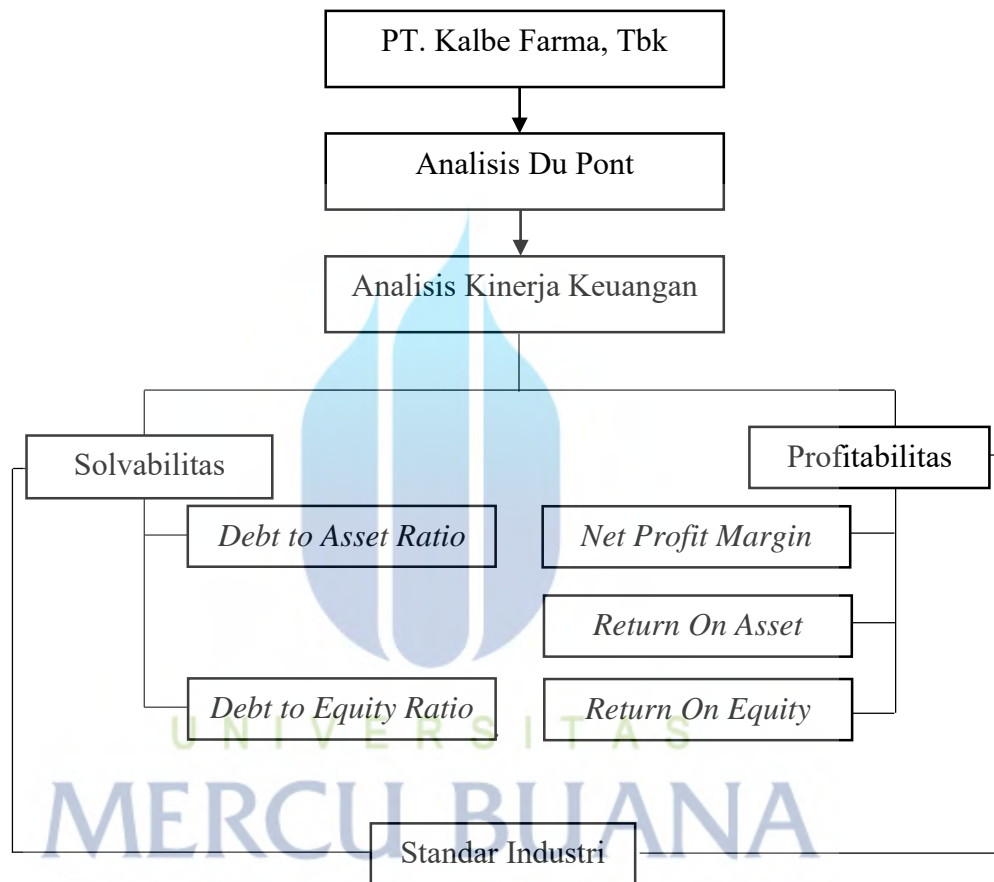 PT. Kalbe Farma, Tbk
Analisis Du Pont
Analisis Kinerja Keuangan
Solvabilitas
Profitabilitas
Debt to Asset Ratio
Net Profit Margin
Return On Asset
Debt to Equity Ratio
Return On Equity
UNIVERSITAS
MERCU BUANA
Standar Industri